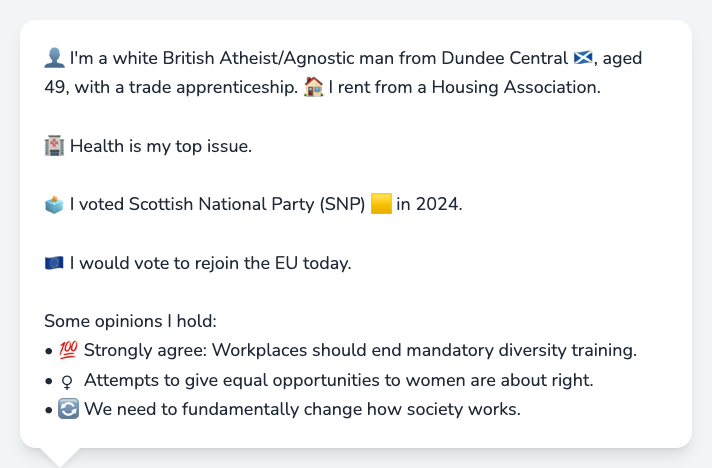 👤 I'm a white British Atheist/Agnostic man from Dundee Central 🏴󠁧󠁢󠁳󠁣󠁴󠁿, aged
49, with a trade apprenticeship. 🏠 I rent from a Housing Association.
🏥 Health is my top issue.
🗳️ I voted Scottish National Party (SNP) 🟨 in 2024.
🇪🇺 I would vote to rejoin the EU today.
Some opinions I hold:
• 💯 Strongly agree: Workplaces should end mandatory diversity training.
• ♀ Attempts to give equal opportunities to women are about right.
• 🔄 We need to fundamentally change how society works.